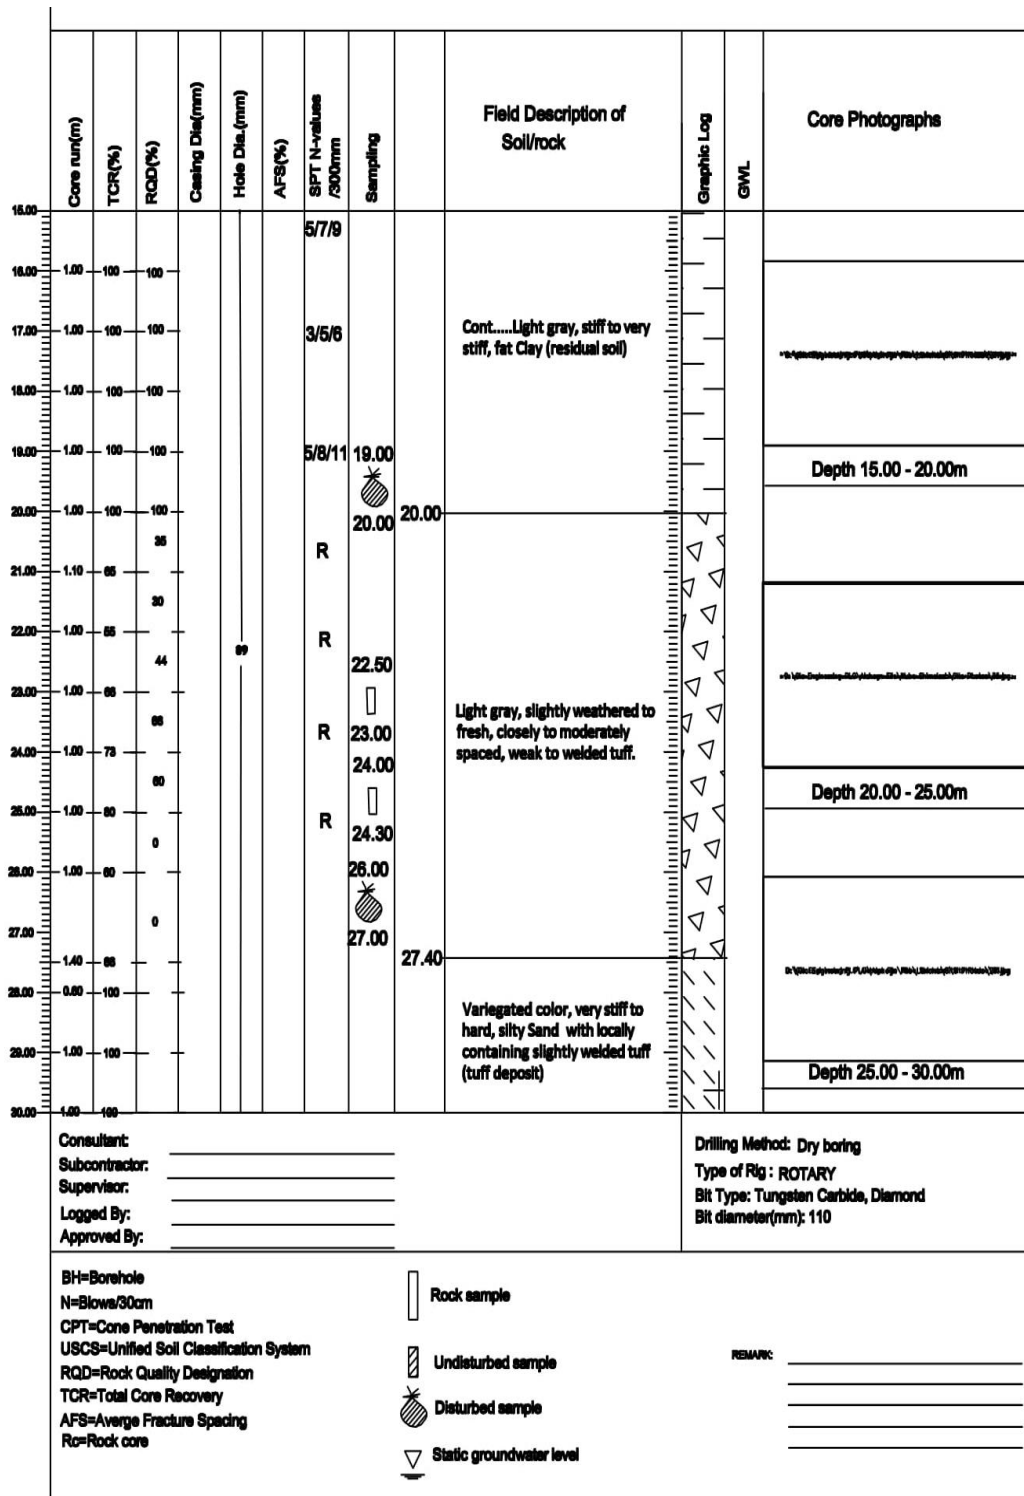 Core run(m)
TCR(%)
RQD(%)
Casing Dia(mm)
Hole Dia.(mm)
AFS(%)
SPT N-values
/300mm
Sampling
Field Description of
Soil/rock
Graphic Log
GWL
Core Photographs
15.00
5/7/9
16.00 1.00 100 100
17.00 1.00 100 100
3/5/6
Cont.....Light gray, stiff to very
stiff, fat Clay (residual soil)
18.00 1.00 100 100
19.00 1.00 100 100
5/8/11 19.00
Depth 15.00 - 20.00m
20.00 1.00 100 100
20.00 20.00
35
R
21.00 1.10 65
30
22.00 1.00 55
R
89
44
22.50
23.00 1.00 68
68
R 23.00
Light gray, slightly weathered to
fresh, closely to moderately
spaced, weak to welded tuff.
24.00 1.00 73
24.00
60
Depth 20.00 - 25.00m
25.00 1.00 80
R
24.30
0
26.00 1.00 60
26.00
0
27.00
27.00
27.40
1.40 68
28.00 0.60 100
Variegated color, very stiff to
hard, silty Sand with locally
containing slightly welded tuff
(tuff deposit)
29.00 1.00 100
Depth 25.00 - 30.00m
30.00 1.00 100
Consultant:
Subcontractor:
Supervisor:
Logged By:
Approved By:
Drilling Method: Dry boring
Type of Rig : ROTARY
Bit Type: Tungsten Carbide, Diamond
Bit diameter(mm): 110
BH=Borehole
N=Blows/30cm
CPT=Cone Penetration Test
USCS=Unified Soil Classification System
RQD=Rock Quality Designation
TCR=Total Core Recovery
AFS=Averge Fracture Spacing
Rc=Rock core
Rock sample
Undisturbed sample
Disturbed sample
Static groundwater level
REMARK: